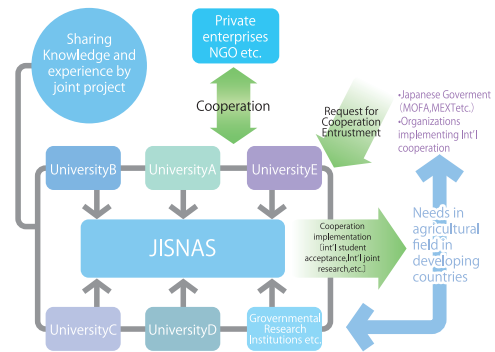 Sharing
Knowledge and
experience by
joint project
Private
enterprises
NGO etc.
Cooperation
Request for
Cooperation
Entrustment
•Japanese Goverment
(MOFA,MEXTetc.)
•Organizations
implementing Int'l
cooperation
UniversityB
UniversityA
UniversityE
JISNAS
Cooperation
implementation
(int'l student
acceptance,Int'l joint
research,etc.)
Needs in
agricultural
field in
developing
countries
UniversityC
UniversityD
Grovernmental
Research
Institutions etc.